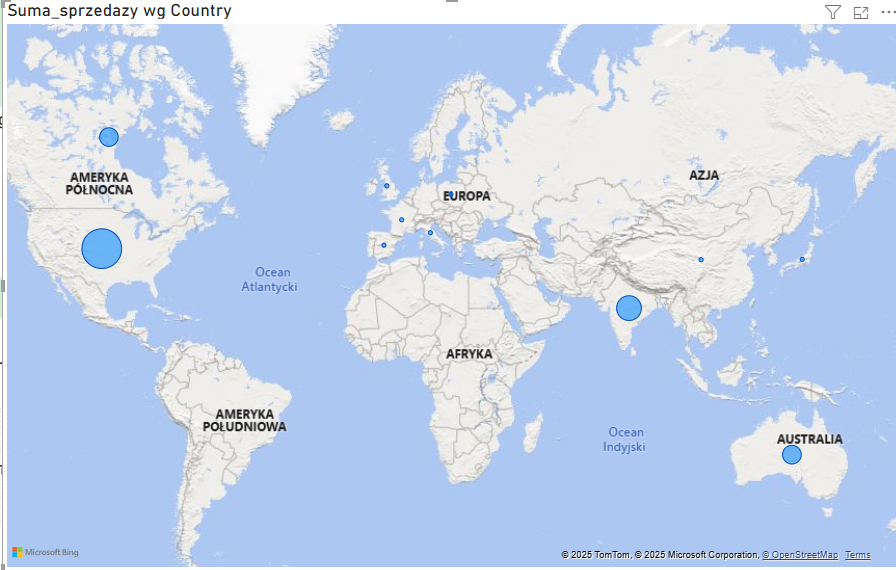 Suma_sprzedazy wg Country
AMERYKA
PÓŁNOCNA
EUROPA
AZJA
Ocean
Atlantycki
AFRYKA
AMERYKA
POŁUDNIOWA
Ocean
Indyjski
AUSTRALIA
Microsoft Bing
© 2025 TomTom, © 2025 Microsoft Corporation, © OpenStreetMap Terms